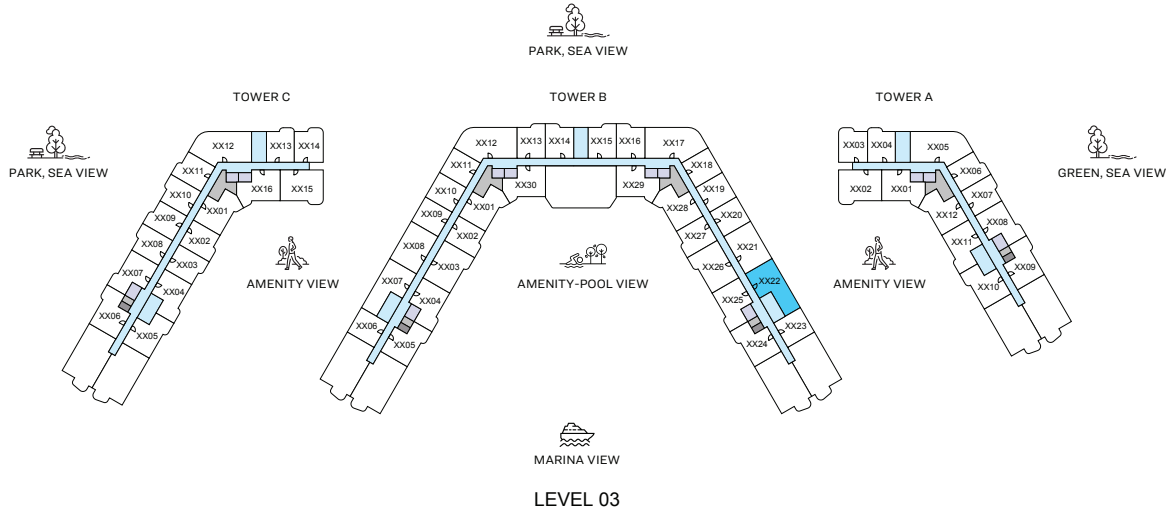 PARK, SEA VIEW
TOWER C
TOWER B
TOWER A
PARK, SEA VIEW
GREEN, SEA VIEW
XX12
XX13
XX14
XX11
XX10
XX09
XX08
XX07
XX06
XX05
XX04
XX03
XX02
XX01
XX16
XX15
XX12
XX13
XX14
XX15
XX16
XX17
XX11
XX10
XX09
XX08
XX07
XX06
XX05
XX04
XX03
XX02
XX01
XX30
XX29
XX28
XX27
XX26
XX25
XX24
XX18
XX19
XX20
XX21
XX22
XX23
XX03
XX04
XX05
XX02
XX01
XX06
XX07
XX08
XX09
XX12
XX11
XX10
AMENITY VIEW
AMENITY-POOL VIEW
AMENITY VIEW
MARINA VIEW
LEVEL 03